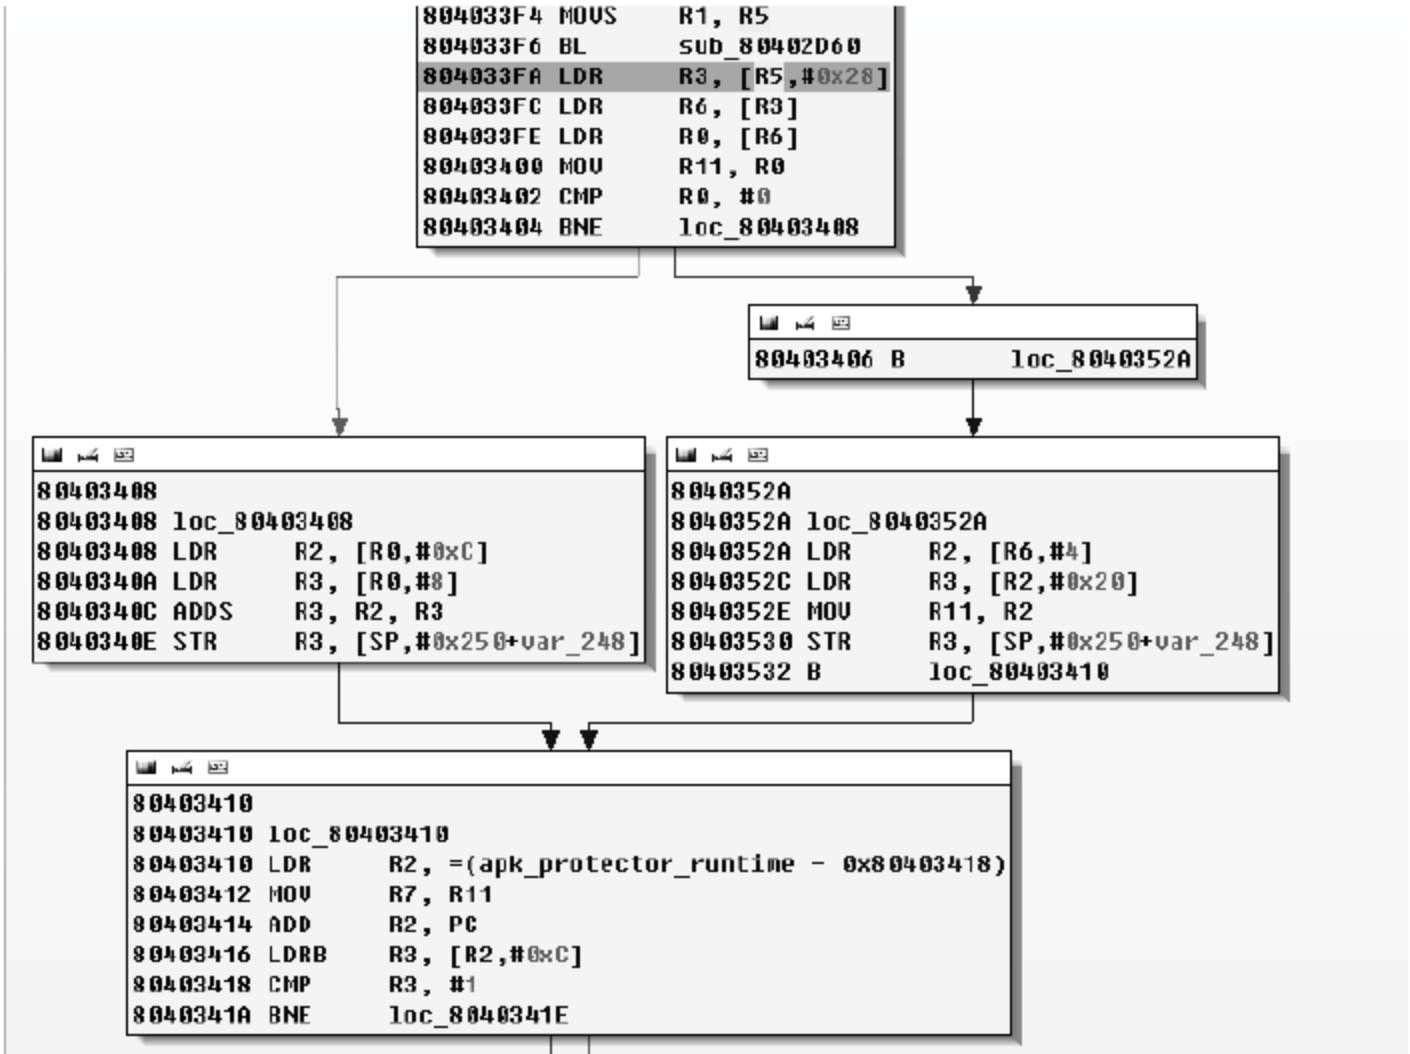 804033F4 MOVS R1, R5
804033F6 BL sub_80402D60
804033FA LDR R3, [R5,#0x28]
804033FC LDR R6, [R3]
804033FE LDR R0, [R6]
80403400 MOV R11, R0
80403402 CMP R0, #0
80403404 BNE loc_80403408
80403406 B loc_8040352A
80403408
80403408 loc_80403408
80403408 LDR R2, [R0,#0xC]
8040340A LDR R3, [R0,#8]
8040340C ADDS R3, R2, R3
8040340E STR R3, [SP,#0x250+var_248]
8040352A
8040352A loc_8040352A
8040352A LDR R2, [R6,#4]
8040352C LDR R3, [R2,#0x20]
8040352E MOV R11, R2
80403530 STR R3, [SP,#0x250+var_248]
80403532 B loc_80403410
80403410
80403410 loc_80403410
80403410 LDR R2, =(apk_protector_runtime - 0x80403418)
80403412 MOV R7, R11
80403414 ADD R2, PC
80403416 LDRB R3, [R2,#0xC]
80403418 CMP R3, #1
8040341A BNE loc_8040341E